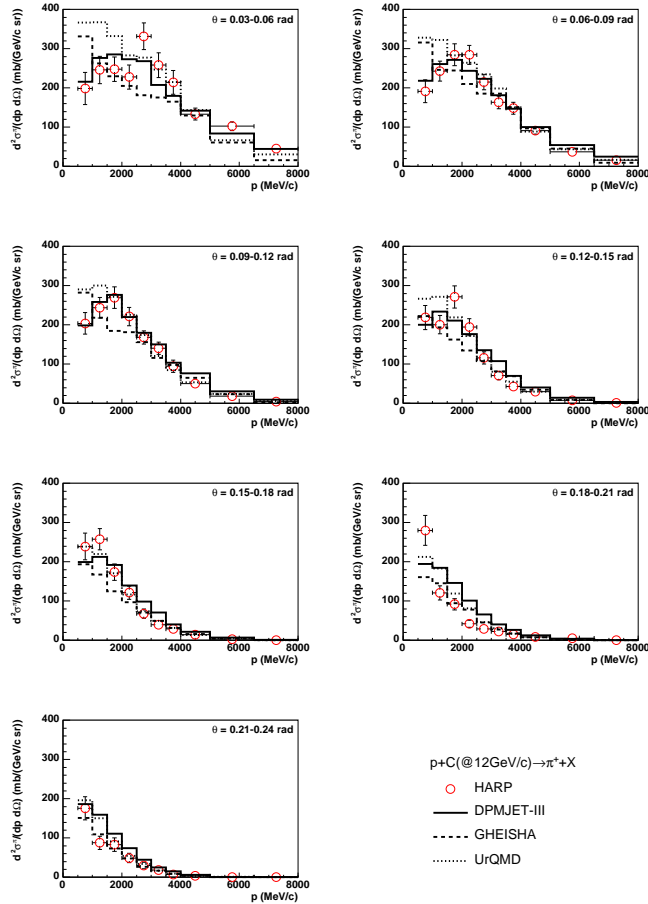 θ = 0.03-0.06 rad
d²σ^π/(dp dΩ) (mb/(GeV/c sr))
400
300
200
100
0
0 2000 4000 6000 8000
p (MeV/c)
θ = 0.06-0.09 rad
d²σ^π/(dp dΩ) (mb/(GeV/c sr))
400
300
200
100
0
0 2000 4000 6000 8000
p (MeV/c)
θ = 0.09-0.12 rad
d²σ^π/(dp dΩ) (mb/(GeV/c sr))
400
300
200
100
0
0 2000 4000 6000 8000
p (MeV/c)
θ = 0.12-0.15 rad
d²σ^π/(dp dΩ) (mb/(GeV/c sr))
400
300
200
100
0
0 2000 4000 6000 8000
p (MeV/c)
θ = 0.15-0.18 rad
d²σ^π/(dp dΩ) (mb/(GeV/c sr))
400
300
200
100
0
0 2000 4000 6000 8000
p (MeV/c)
θ = 0.18-0.21 rad
d²σ^π/(dp dΩ) (mb/(GeV/c sr))
400
300
200
100
0
0 2000 4000 6000 8000
p (MeV/c)
θ = 0.21-0.24 rad
d²σ^π/(dp dΩ) (mb/(GeV/c sr))
400
300
200
100
0
0 2000 4000 6000 8000
p (MeV/c)
p+C(@12GeV/c)→π⁺+X
HARP
DPMJET-III
GHEISHA
UrQMD